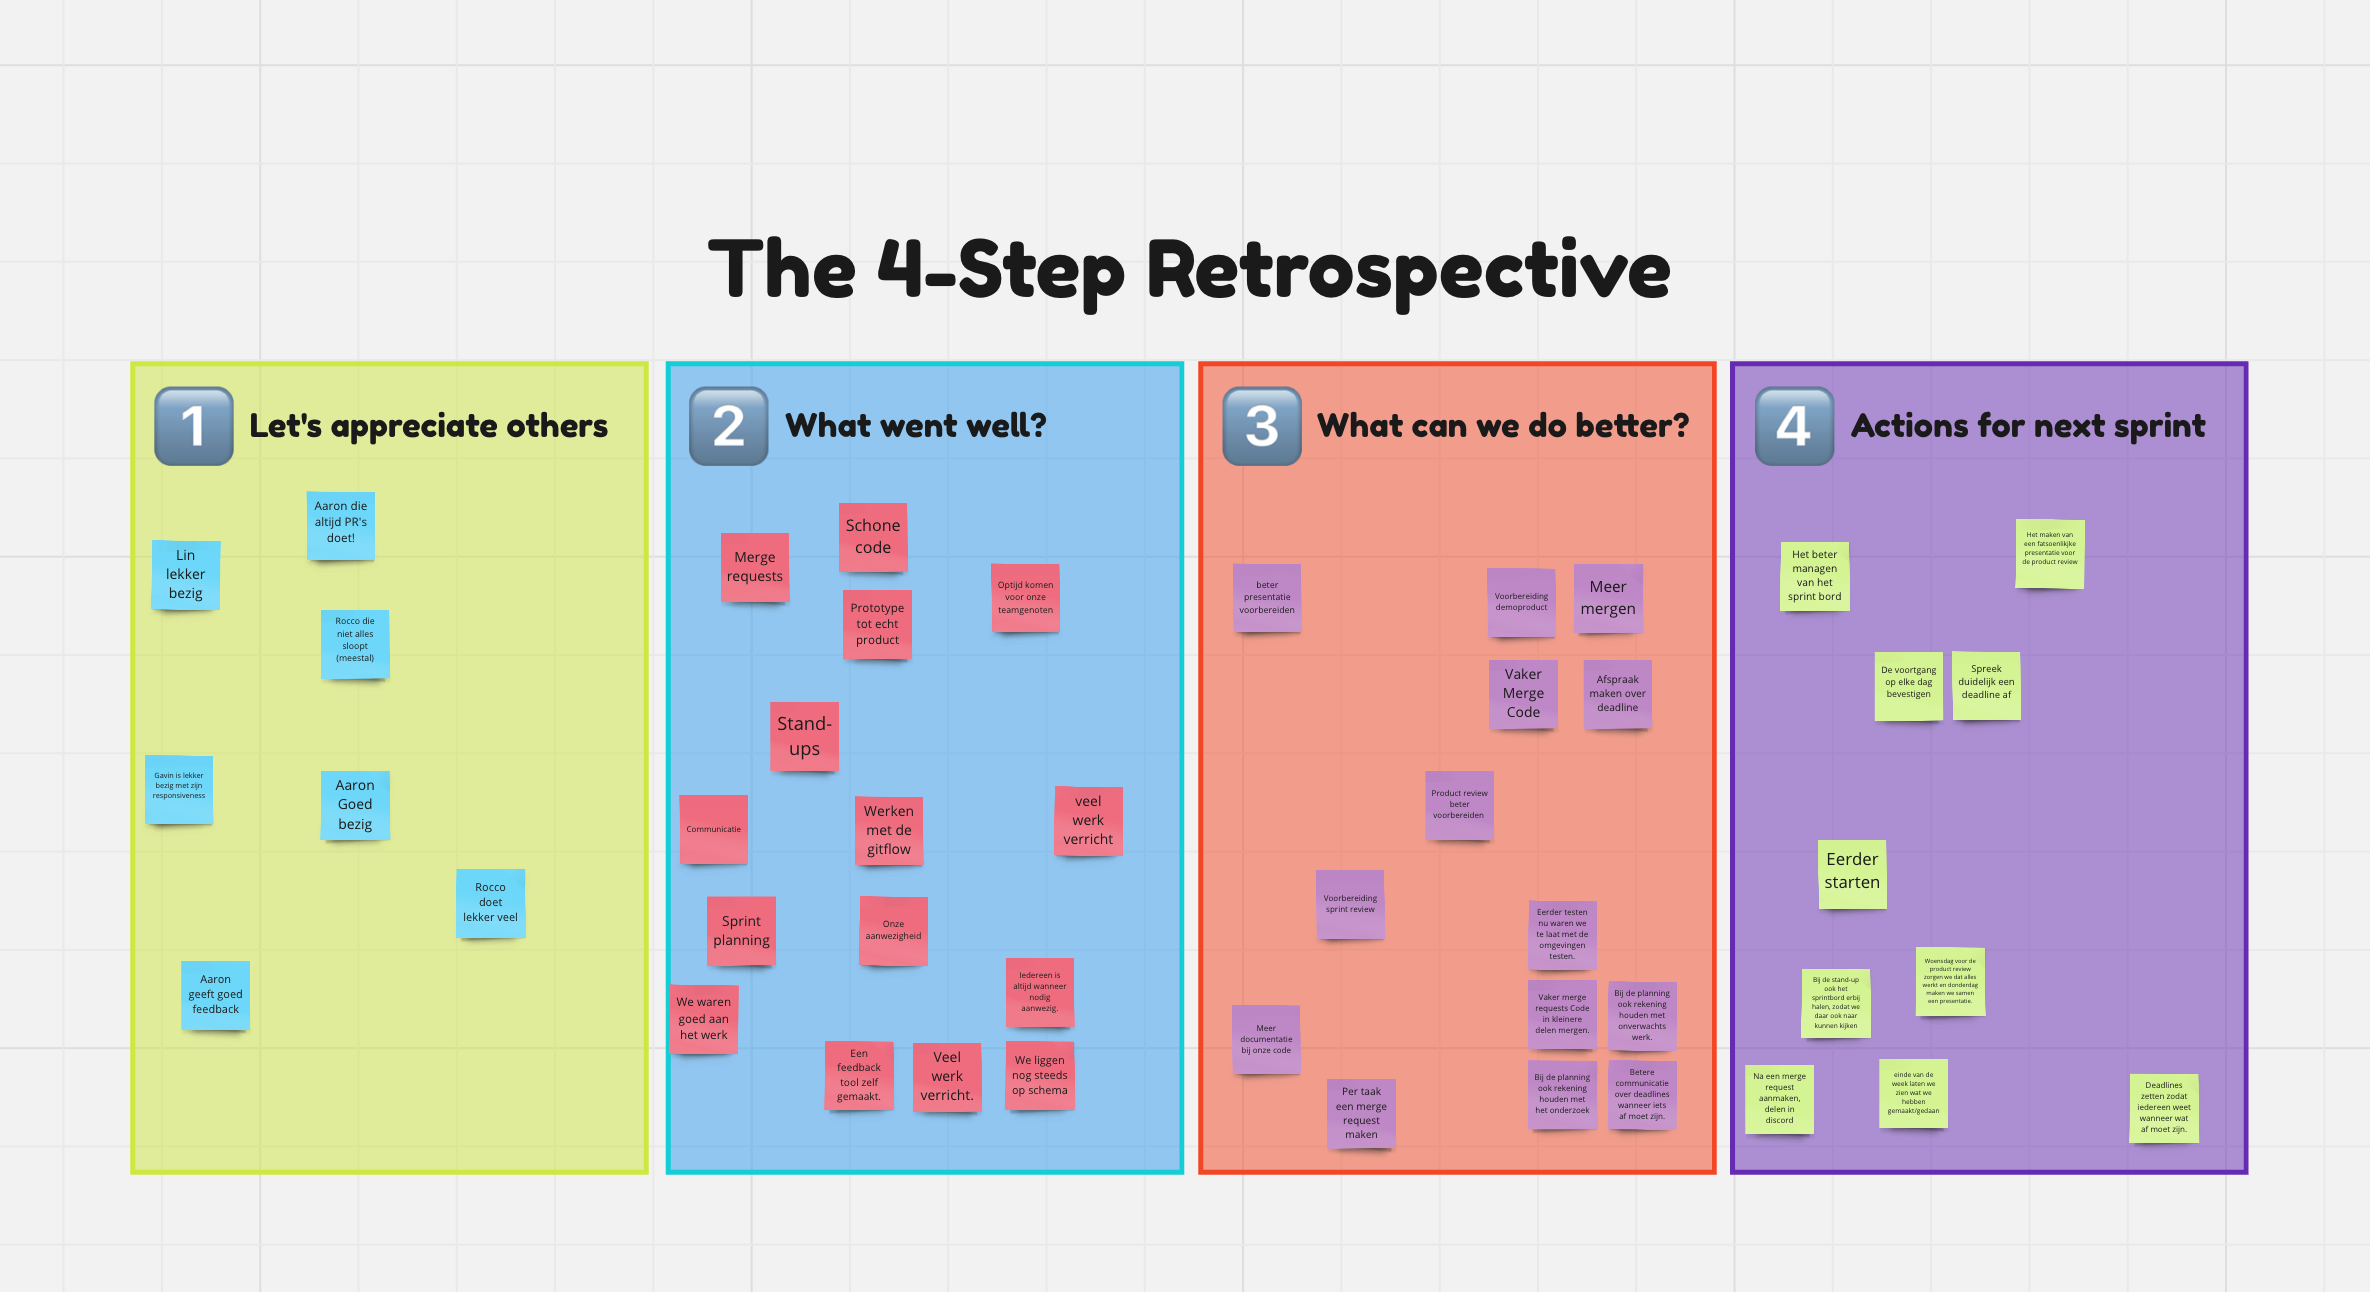 The 4-Step Retrospective
1 Let's appreciate others
Aaron die
altijd PR's
doet!
Lin
lekker
bezig
Rocco die
niet alles
sloopt
(meestal)
Gavin is lekker
bezig met zijn
responsiveness
Aaron
Goed
bezig
Rocco
doet
lekker veel
Aaron
geeft goed
feedback
2 What went well?
Schone
code
Merge
requests
Optijd komen
voor onze
teamgenoten
Prototype
tot echt
product
Stand-
ups
Communicatie
Werken
met de
gitflow
veel
werk
verricht
Sprint
planning
Onze
aanwezigheid
Iedereen is
altijd wanneer
nodig
aanwezig.
We waren
goed aan
het werk
Een
feedback
tool zelf
gemaakt.
Veel
werk
verricht.
We liggen
nog steeds
op schema
3 What can we do better?
beter
presentatie
voorbereiden
Voorbereiding
demoproduct
Meer
mergen
Vaker
Merge
Code
Afspraak
maken over
deadline
Product review
beter
voorbereiden
Voorbereiding
sprint review
Eerder testen
nu waren we
te laat met de
omgevingen
testen.
Vaker merge
requests Code
in kleinere
delen mergen.
Bij de planning
ook rekening
houden met
onverwachts
werk.
Meer
documentatie
bij onze code
Bij de planning
ook rekening
houden met
het onderzoek
Betere
communicatie
over deadlines
wanneer iets
af moet zijn.
Per taak
een merge
request
maken
4 Actions for next sprint
Het maken van
een fatsoenlijkje
presentatie voor
de product review
Het beter
managen
van het
sprint bord
De voortgang
op elke dag
bevestigen
Spreek
duidelijk een
deadline af
Eerder
starten
Woensdag voor de
product review
zorgen we dat alles
werkt en donderdag
maken we samen
een presentatie.
Bij de stand-up
ook het
sprintbord erbij
halen, zodat we
daar ook naar
kunnen kijken
Na een merge
request
aanmaken,
delen in
discord
einde van de
week laten we
zien wat we
hebben
gemaakt/gedaan
Deadlines
zetten zodat
iedereen weet
wanneer wat
af moet zijn.